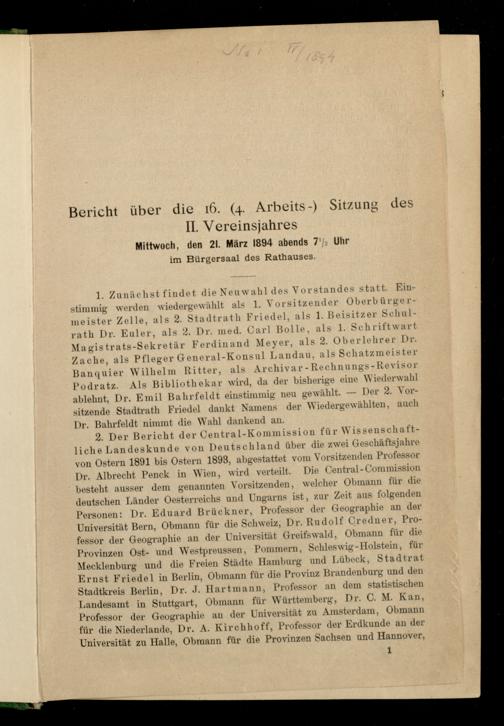 No 1 IV/1894
Bericht über die 16. (4. Arbeits-) Sitzung des
II. Vereinsjahres
Mittwoch, den 21. März 1894 abends 7½ Uhr
im Bürgersaal des Rathauses.
1. Zunächst findet die Neuwahl des Vorstandes statt. Ein-
stimmig werden wiedergewählt als 1. Vorsitzender Oberbürger-
meister Zelle, als 2. Stadtrath Friedel, als 1. Beisitzer Schul-
rath Dr. Euler, als 2. Dr. med. Carl Bolle, als 1. Schriftwart
Magistrats-Sekretär Ferdinand Meyer, als 2. Oberlehrer Dr.
Zache, als Pfleger General-Konsul Landau, als Schatzmeister
Banquier Wilhelm Ritter, als Archivar-Rechnungs-Revisor
Podratz. Als Bibliothekar wird, da der bisherige eine Wiederwahl
ablehnt, Dr. Emil Bahrfeldt einstimmig neu gewählt. — Der 2. Vor-
sitzende Stadtrath Friedel dankt Namens der Wiedergewählten, auch
Dr. Bahrfeldt nimmt die Wahl dankend an.
2. Der Bericht der Central-Kommission für Wissenschaft-
liche Landeskunde von Deutschland über die zwei Geschäftsjahre
von Ostern 1891 bis Ostern 1893, abgestattet vom Vorsitzenden Professor
Dr. Albrecht Penck in Wien, wird verteilt. Die Central-Commission
besteht ausser dem genannten Vorsitzenden, welcher Obmann für die
deutschen Länder Oesterreichs und Ungarns ist, zur Zeit aus folgenden
Personen: Dr. Eduard Brückner, Professor der Geographie an der
Universität Bern, Obmann für die Schweiz, Dr. Rudolf Credner, Pro-
fessor der Geographie an der Universität Greifswald, Obmann für die
Provinzen Ost- und Westpreussen, Pommern, Schleswig-Holstein, für
Mecklenburg und die Freien Städte Hamburg und Lübeck, Stadtrat
Ernst Friedel in Berlin, Obmann für die Provinz Brandenburg und den
Stadtkreis Berlin, Dr. J. Hartmann, Professor an dem statistischen
Landesamt in Stuttgart, Obmann für Württemberg, Dr. C. M. Kan,
Professor der Geographie an der Universität zu Amsterdam, Obmann
für die Niederlande, Dr. A. Kirchhoff, Professor der Erdkunde an der
Universität zu Halle, Obmann für die Provinzen Sachsen und Hannover,
1